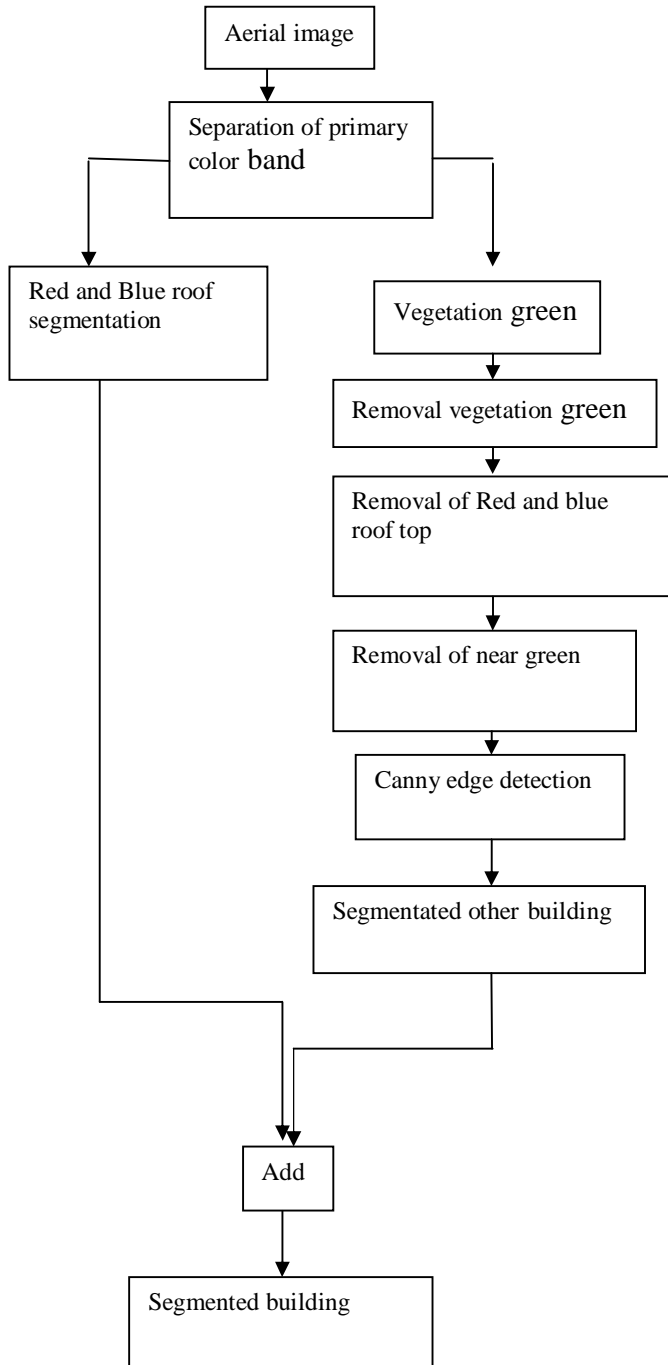 Aerial image
Separation of primary
color band
Red and Blue roof
segmentation
Vegetation green
Removal vegetation green
Removal of Red and blue
roof top
Removal of near green
Canny edge detection
Segmentated other building
Add
Segmented building